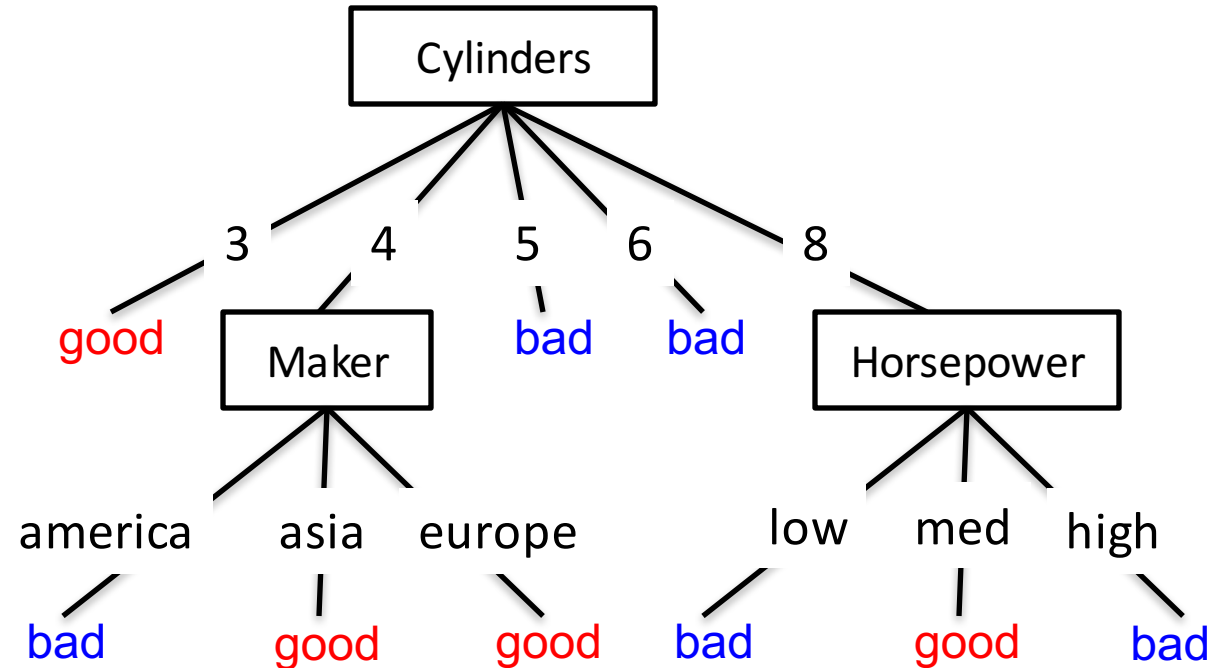 Cylinders
3 4 5 6 8
good Maker bad bad Horsepower
america asia europe low med high
bad good good bad good bad